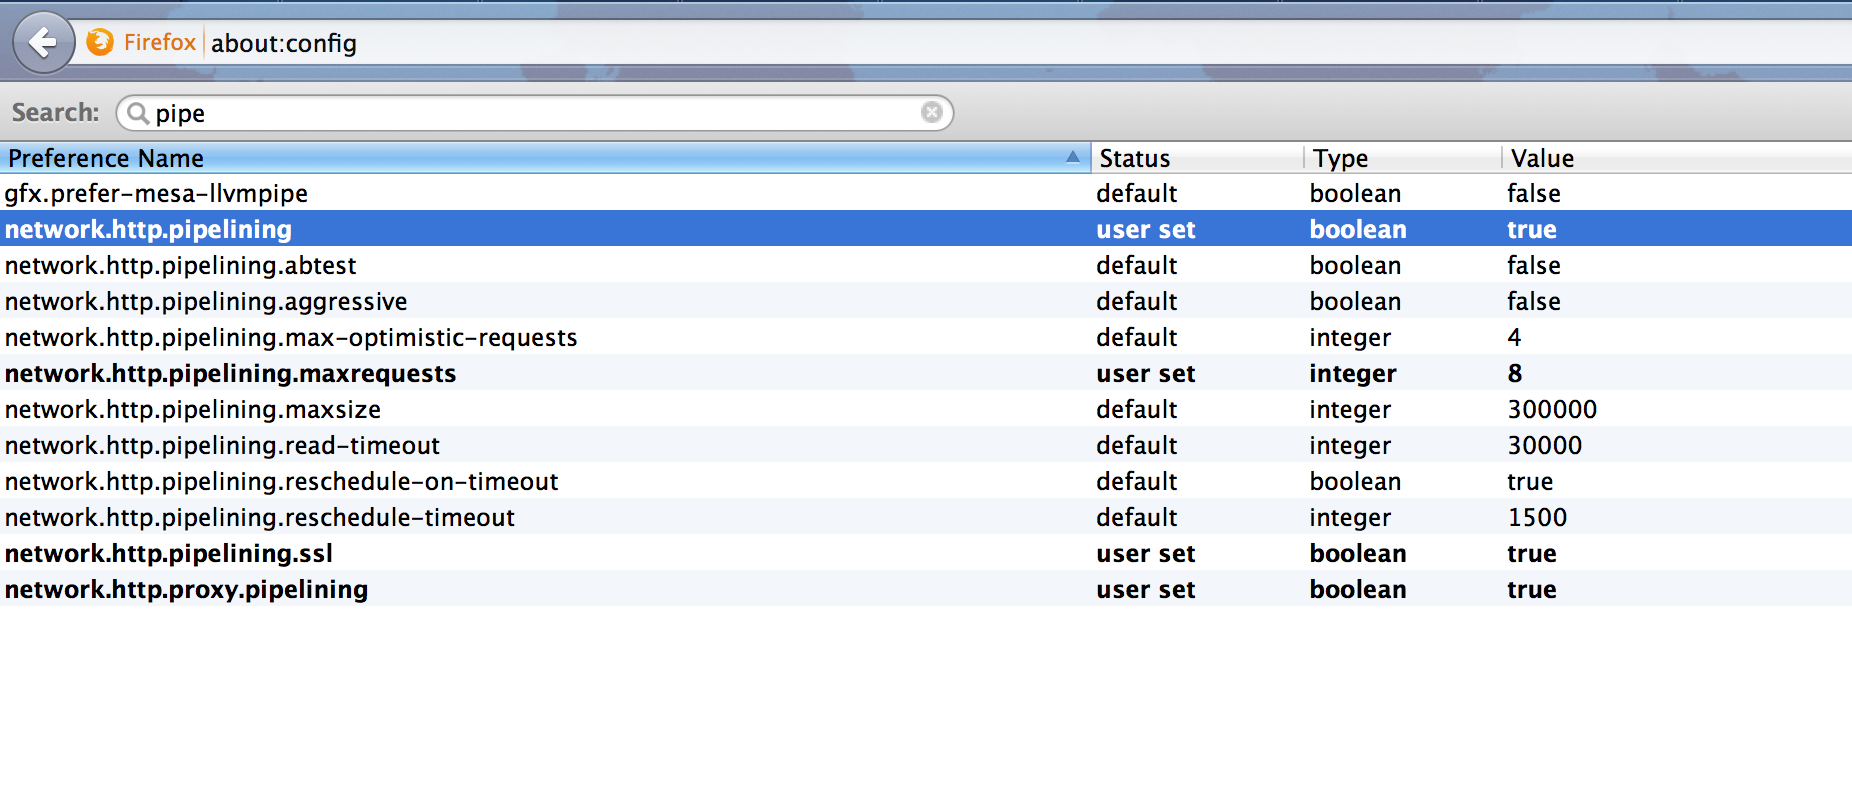 Firefox about:config
Search: pipe
Preference Name Status Type Value
gfx.prefer-mesa-llvmpipe default boolean false
network.http.pipelining user set boolean true
network.http.pipelining.abtest default boolean false
network.http.pipelining.aggressive default boolean false
network.http.pipelining.max-optimistic-requests default integer 4
network.http.pipelining.maxrequests user set integer 8
network.http.pipelining.maxsize default integer 300000
network.http.pipelining.read-timeout default integer 30000
network.http.pipelining.reschedule-on-timeout default boolean true
network.http.pipelining.reschedule-timeout default integer 1500
network.http.pipelining.ssl user set boolean true
network.http.proxy.pipelining user set boolean true